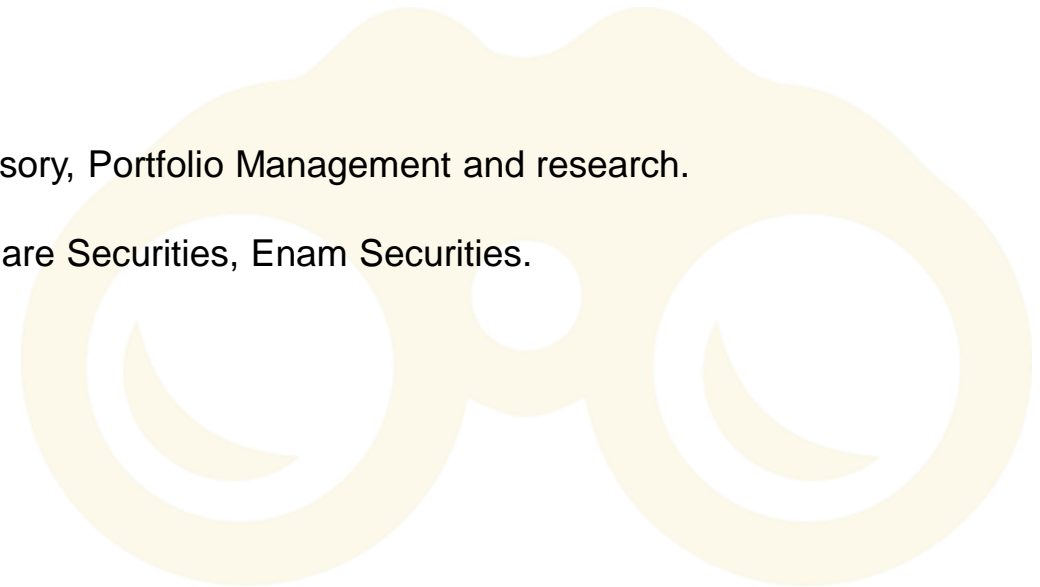 sory, Portfolio Management and research.
are Securities, Enam Securities.